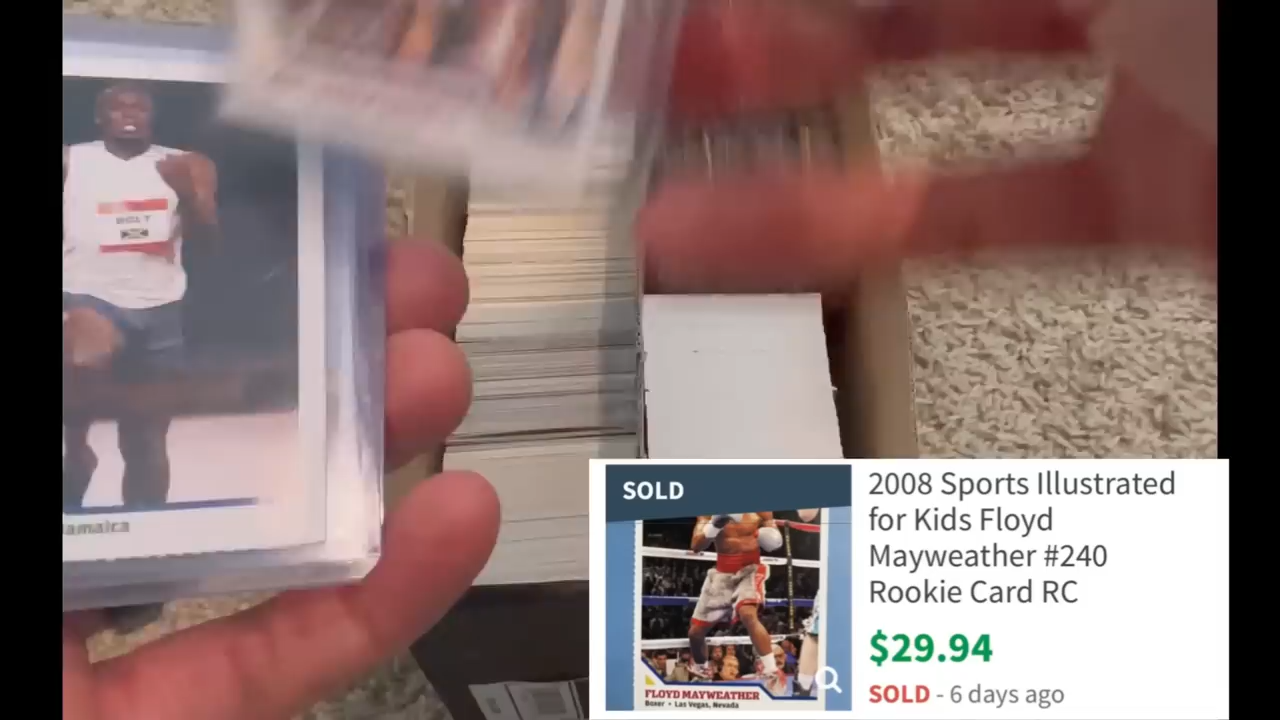 BOLT
Jamaica
SOLD
FLOYD MAYWEATHER
Boxer • Las Vegas, Nevada
2008 Sports Illustrated
for Kids Floyd
Mayweather #240
Rookie Card RC
$29.94
SOLD - 6 days ago